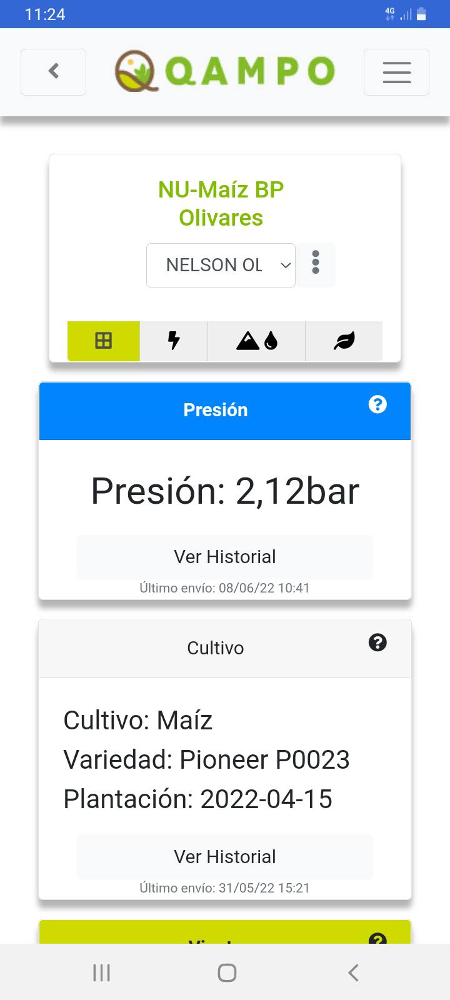 11:24
4G
QAMPO
NU-Maíz BP
Olivares
NELSON OL
Presión
Presión: 2,12bar
Ver Historial
Último envío: 08/06/22 10:41
Cultivo
Cultivo: Maíz
Variedad: Pioneer P0023
Plantación: 2022-04-15
Ver Historial
Último envío: 31/05/22 15:21